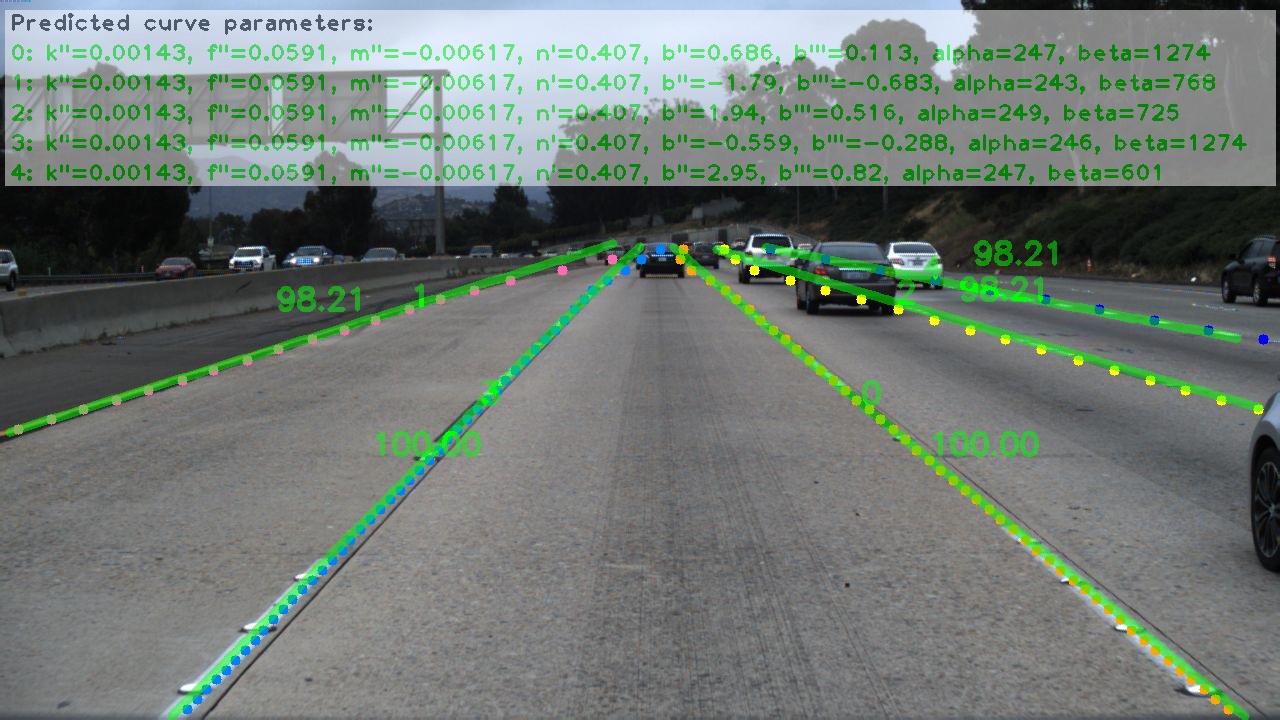 Predicted curve parameters:
0: k''=0.00143, f''=0.0591, m''=-0.00617, n'=0.407, b''=0.686, b'''=0.113, alpha=247, beta=1274
1: k''=0.00143, f''=0.0591, m''=-0.00617, n'=0.407, b''=-1.79, b'''=-0.683, alpha=243, beta=768
2: k''=0.00143, f''=0.0591, m''=-0.00617, n'=0.407, b''=1.94, b'''=0.516, alpha=249, beta=725
3: k''=0.00143, f''=0.0591, m''=-0.00617, n'=0.407, b''=-0.559, b'''=-0.288, alpha=246, beta=1274
4: k''=0.00143, f''=0.0591, m''=-0.00617, n'=0.407, b''=2.95, b'''=0.82, alpha=247, beta=601
98.21
98.21 1 2 98.21
0
100.00 100.00